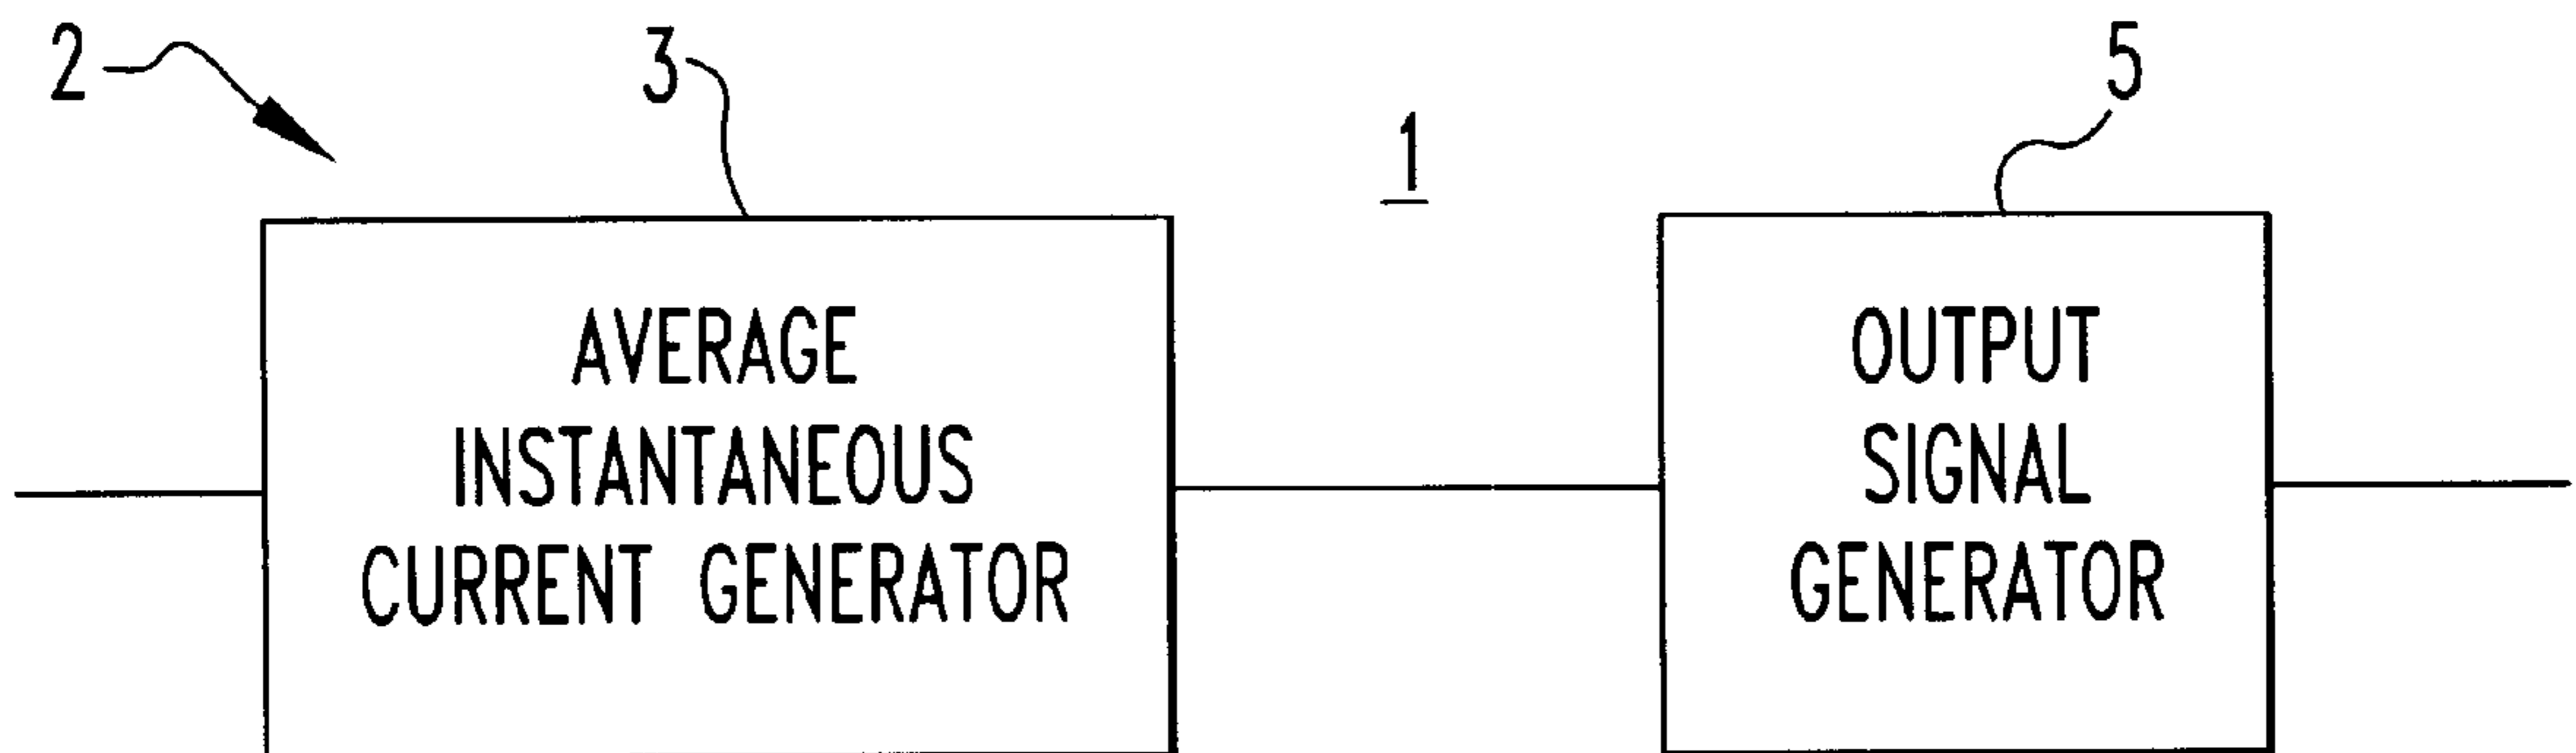 2
3
1
5
AVERAGE
INSTANTANEOUS
CURRENT GENERATOR
OUTPUT
SIGNAL
GENERATOR